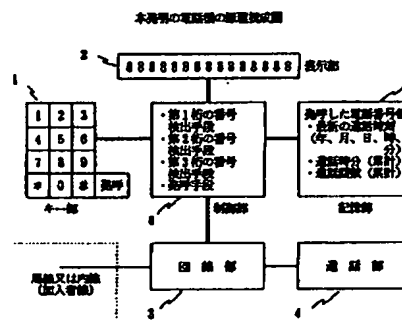 本発明の電話機の原理構成図
2
8888888888888888
表示部
1
1 2 3
4 5 6
7 8 9
* 0 # 発呼
キー部
・第1桁の番号
検出手段
・第2桁の番号
検出手段
・第3桁の番号
検出手段
・発呼手段
制御部
発呼した電話番号
・最新の通話時刻
(年、月、日、時、
分)
・通話時分(累計)
・通話度数(累計)
記憶部
局線又は内線
(加入者線)
回線部
3
通話部
4